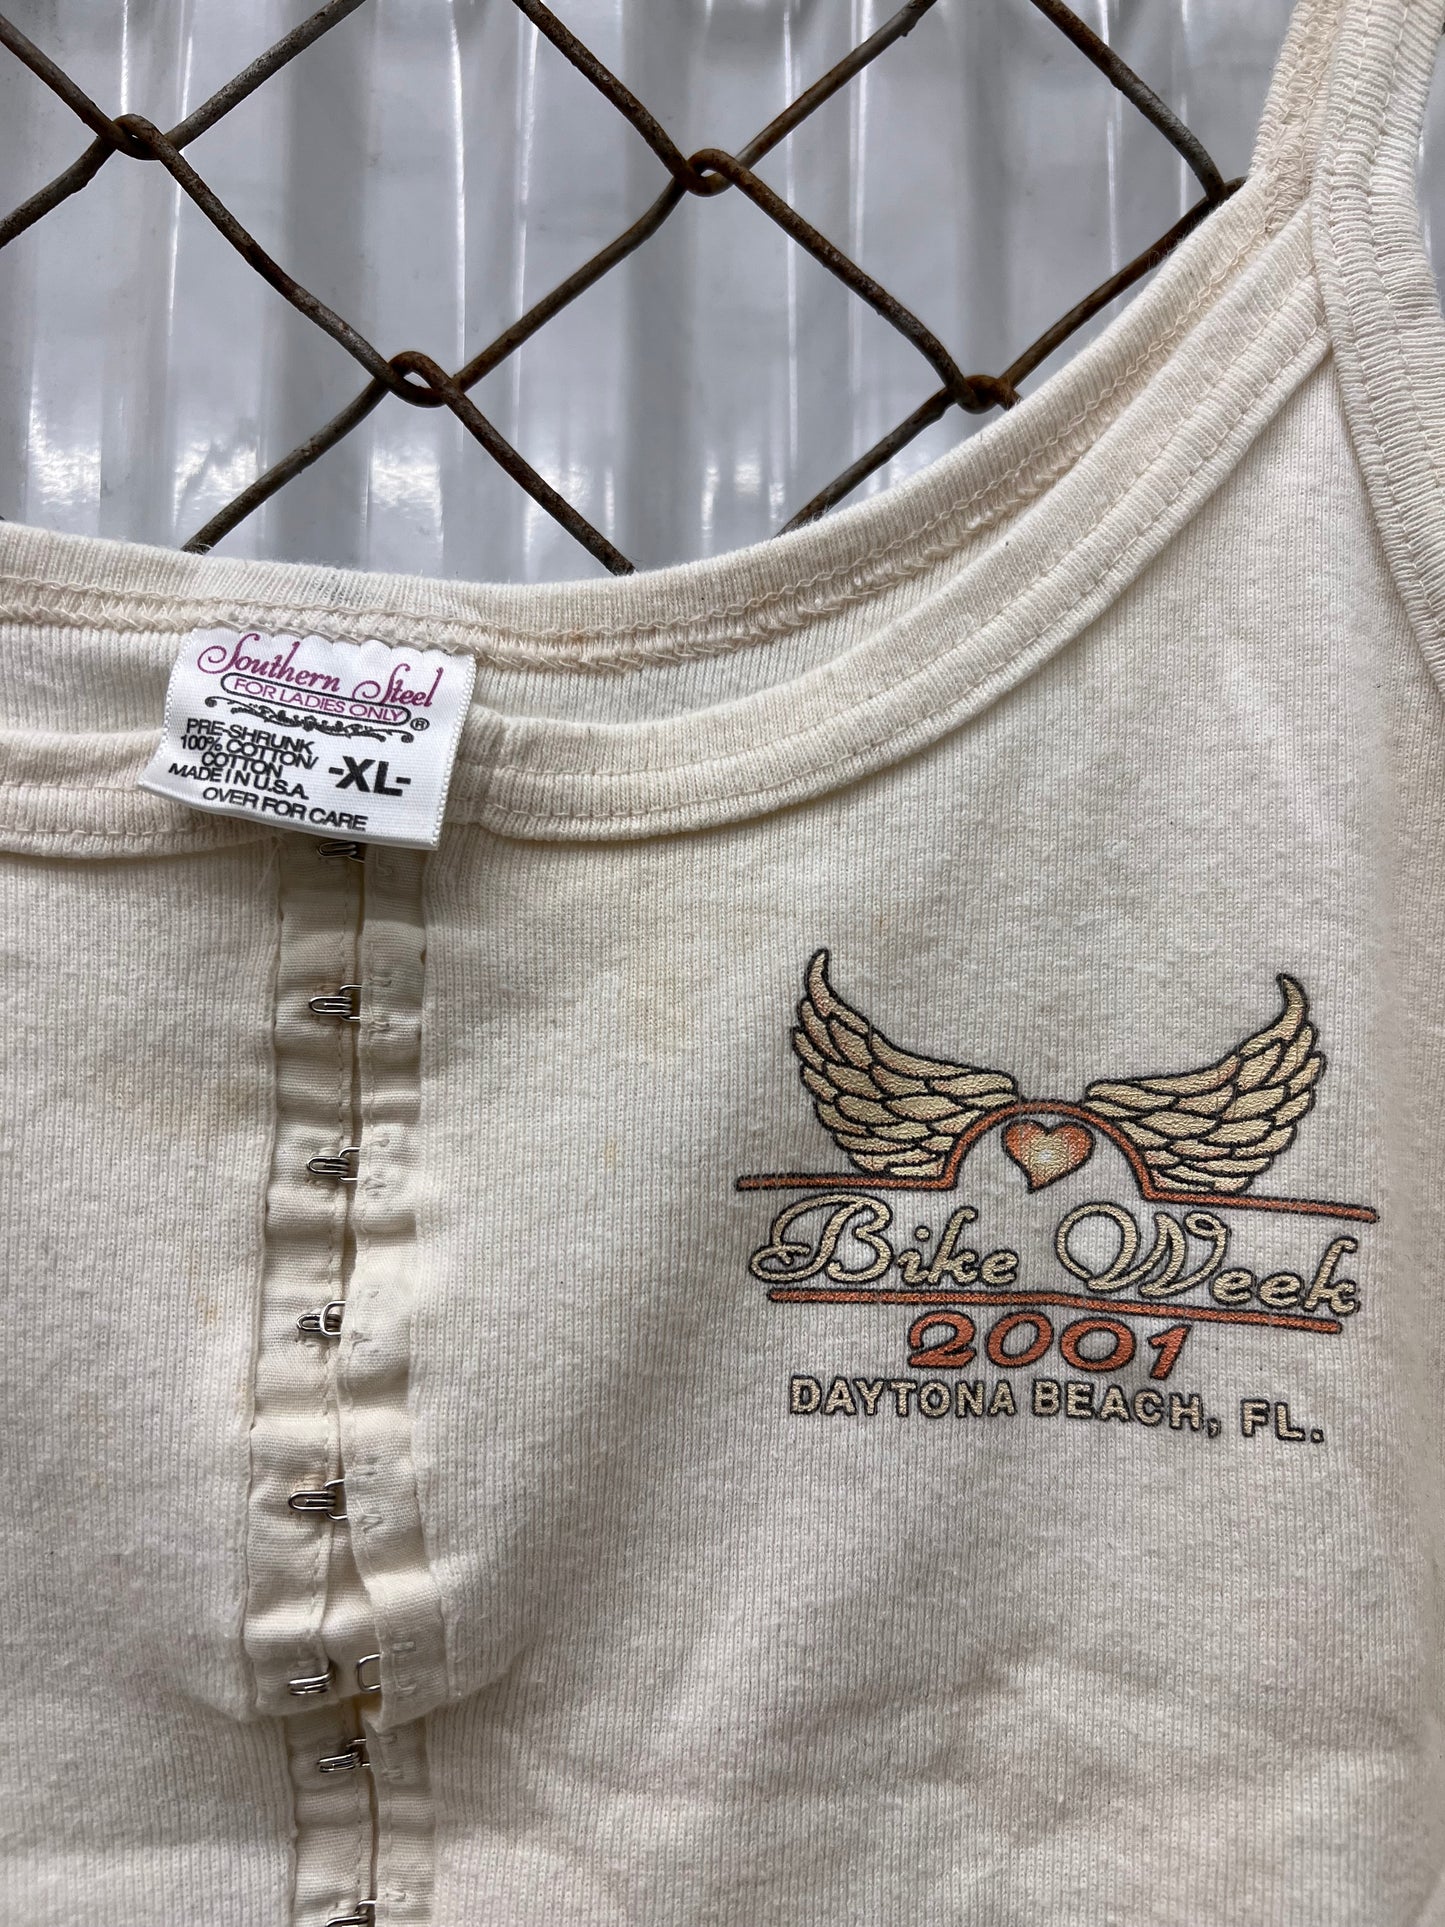 Southern Steel
FOR LADIES ONLY
®
PRE-SHRUNK
100% COTTON/
COTTON
MADE IN U.S.A.
-XL-
OVER FOR CARE
Bike Week
2001
DAYTONA BEACH, FL.